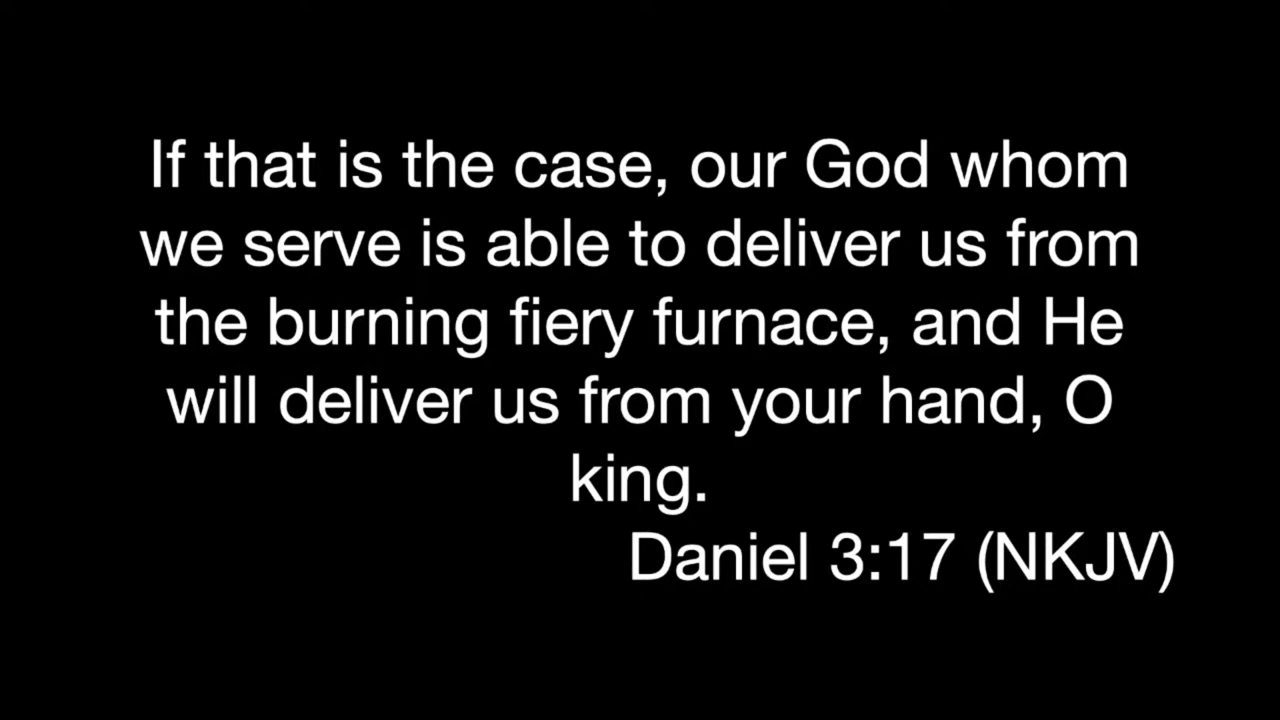 If that is the case, our God whom
we serve is able to deliver us from
the burning fiery furnace, and He
will deliver us from your hand, O
king.
Daniel 3:17 (NKJV)